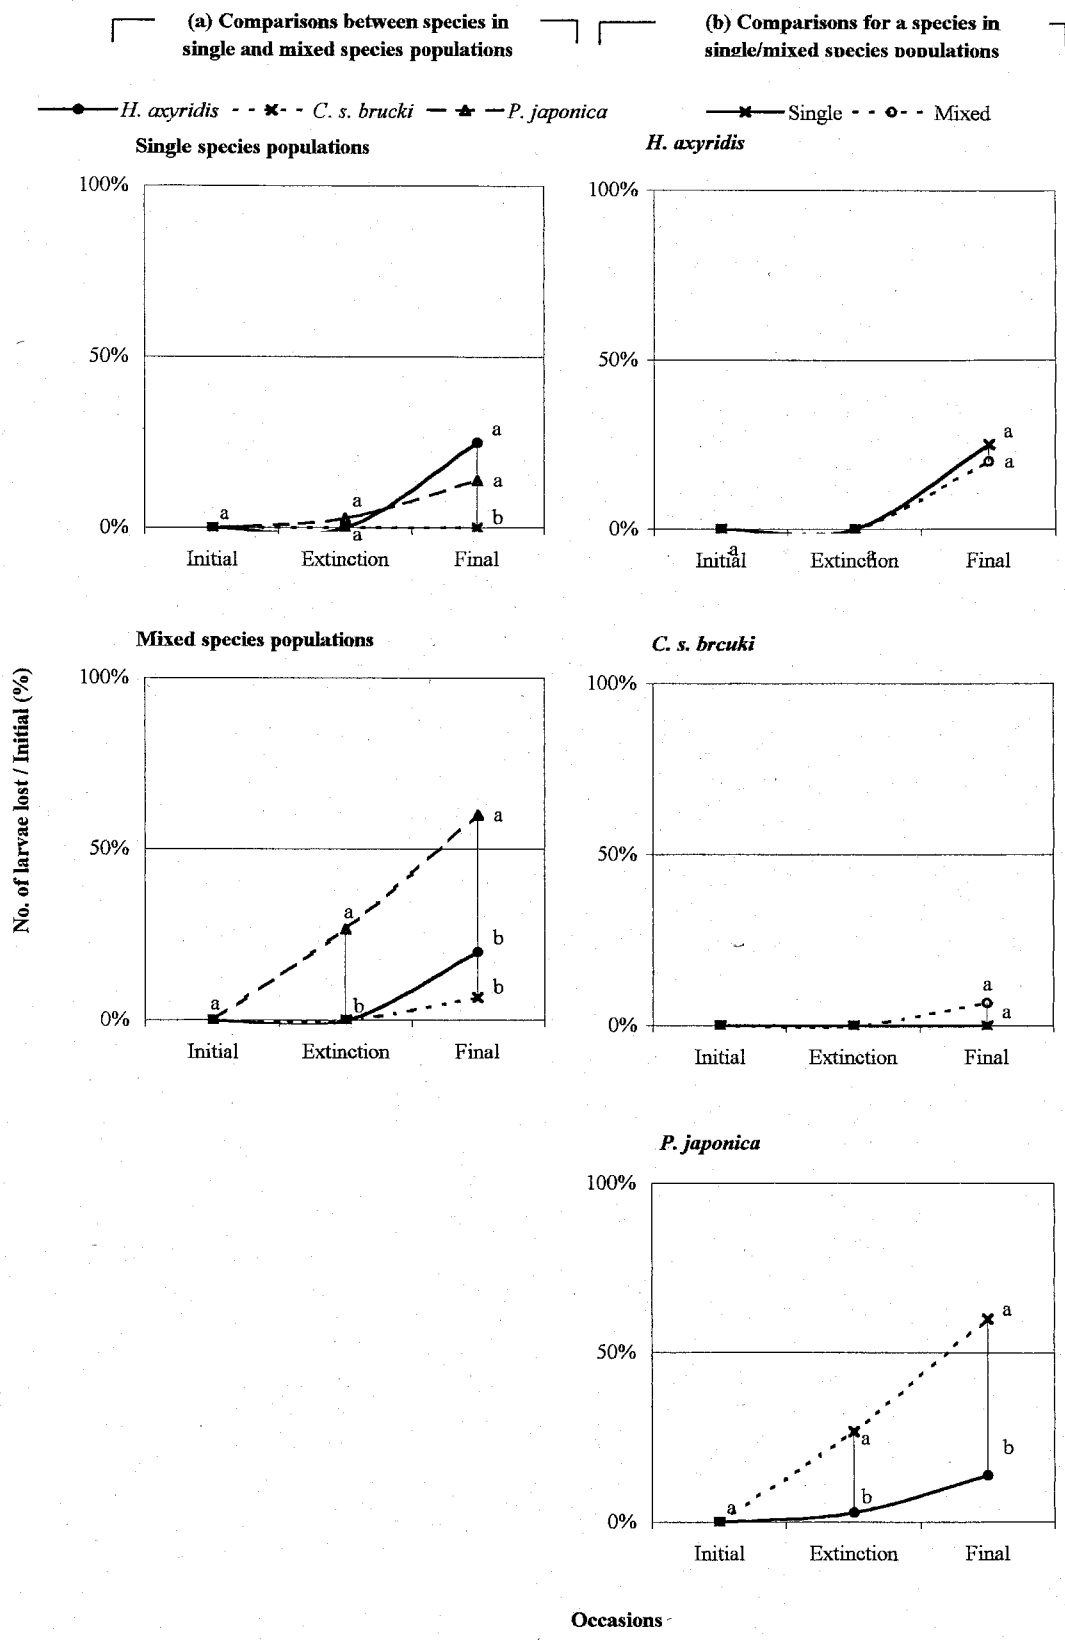 (a) Comparisons between species in
single and mixed species populations
(b) Comparisons for a species in
single/mixed species populations
H. axyridis C. s. brucki P. japonica
Single Mixed
Single species populations
100%
50%
0%
a
a
a
a
a
b
Initial Extinction Final
H. axyridis
100%
50%
0%
a
a
a
a
Initial Extinction Final
No. of larvae lost / Initial (%)
Mixed species populations
100%
50%
0%
a
a
b
a
b
b
Initial Extinction Final
C. s. brcuki
100%
50%
0%
a
a
Initial Extinction Final
P. japonica
100%
50%
0%
a
a
b
a
b
Initial Extinction Final
Occasions